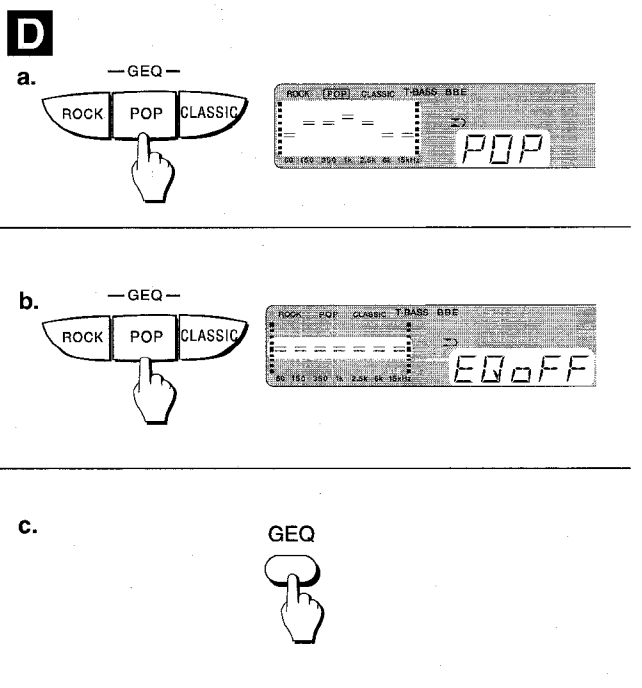 D
a.
GEQ
ROCK POP CLASSIC
ROCK POP CLASSIC T-BASS BBE
60 150 350 1k 2.5k 6k 15kHz
POP
b.
GEQ
ROCK POP CLASSIC
ROCK POP CLASSIC T-BASS BBE
60 150 350 1k 2.5k 6k 15kHz
EQoFF
c.
GEQ